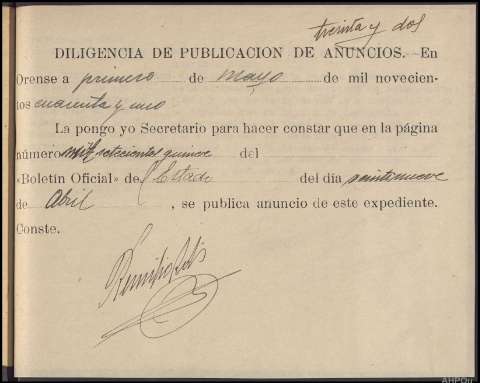 treinta y dos
DILIGENCIA DE PUBLICACION DE ANUNCIOS.—En
Orense a primero de Mayo de mil novecien-
tos cuarenta y uno
La pongo yo Secretario para hacer constar que en la página
número mil setecientos quince del
«Boletín Oficial» de l Estado del día veintinueve
de Abril, se publica anuncio de este expediente.
Conste.
AHPOu